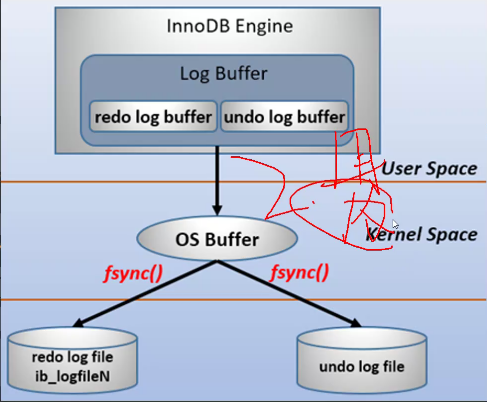 InnoDB Engine
Log Buffer
redo log buffer
undo log buffer
User Space
OS Buffer
Kernel Space
fsync()
fsync()
redo log file
ib_logfileN
undo log file